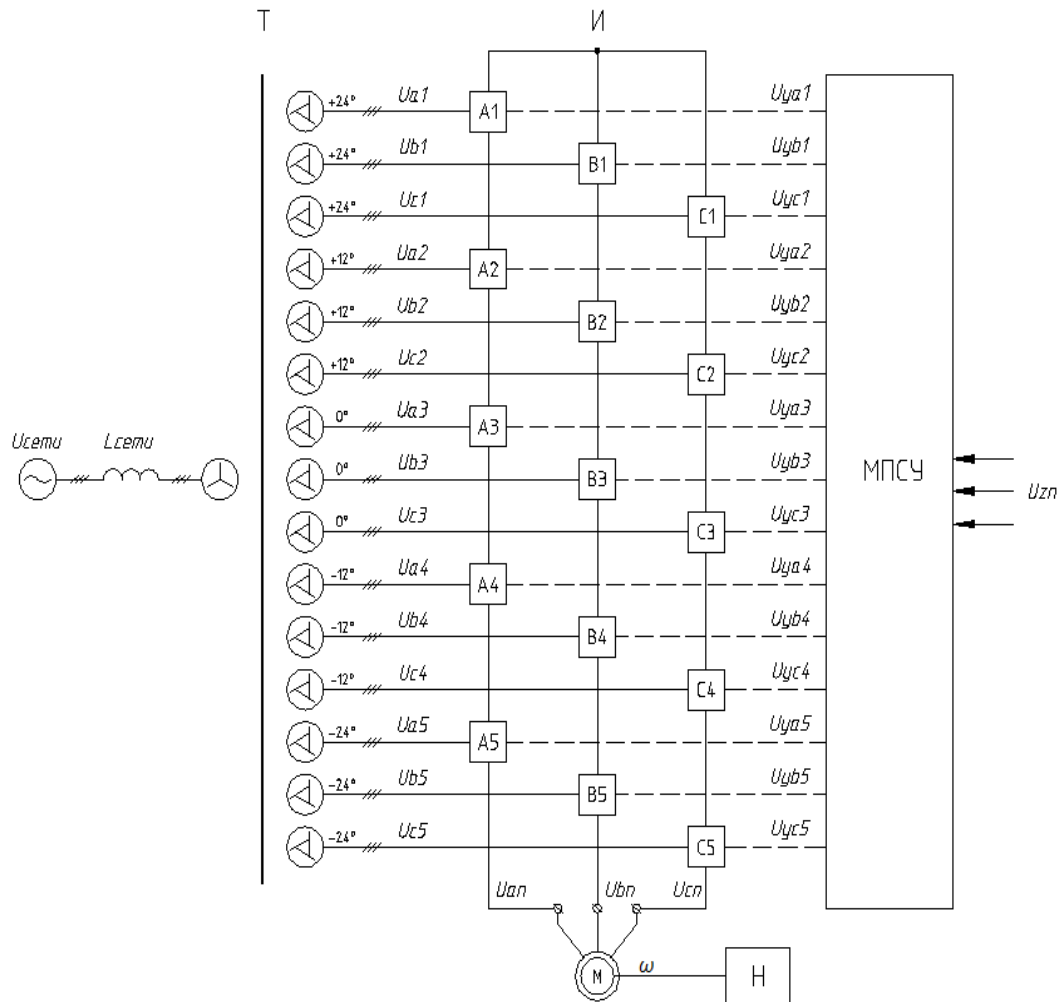 Т И
+24° Ua1 A1 Uya1
+24° Ub1 B1 Uyb1
+24° Uc1 C1 Uyc1
+12° Ua2 A2 Uya2
+12° Ub2 B2 Uyb2
+12° Uc2 C2 Uyc2
0° Ua3 A3 Uya3
Uсети Lсети 0° Ub3 B3 Uyb3 МПСУ Uzn
0° Uc3 C3 Uyc3
-12° Ua4 A4 Uya4
-12° Ub4 B4 Uyb4
-12° Uc4 C4 Uyc4
-24° Ua5 A5 Uya5
-24° Ub5 B5 Uyb5
-24° Uc5 C5 Uyc5
Uan Ubn Ucn
М ω Н